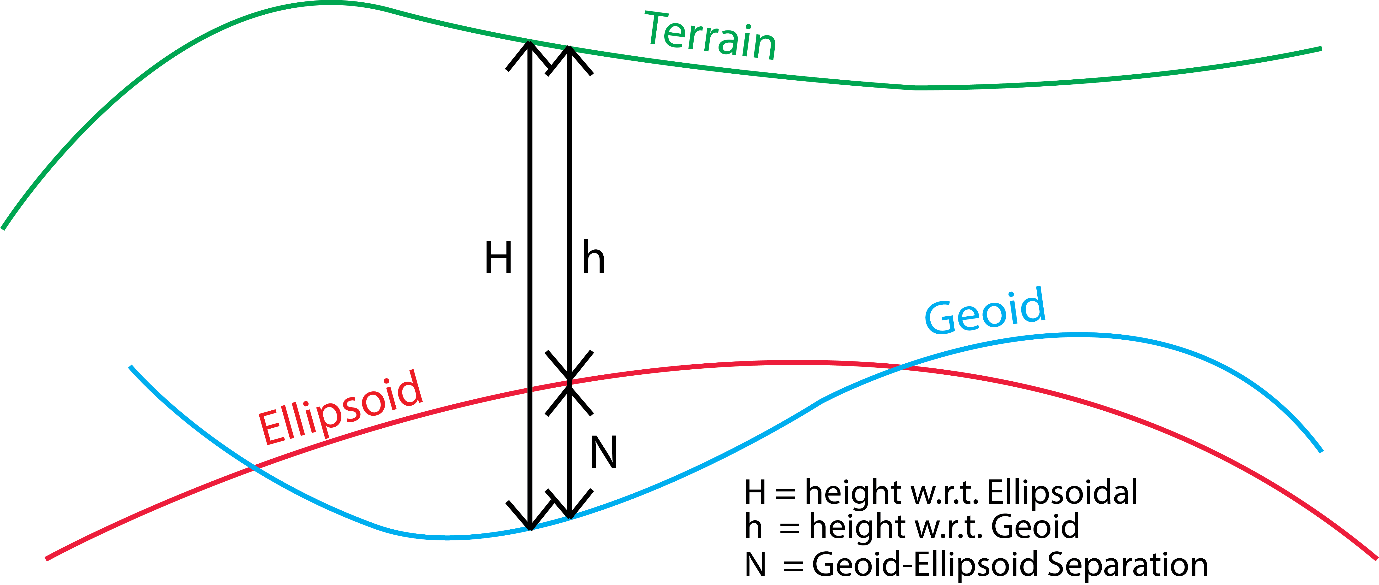 Terrain
H
h
Geoid
Ellipsoid
N
H = height w.r.t. Ellipsoidal
h = height w.r.t. Geoid
N = Geoid-Ellipsoid Separation